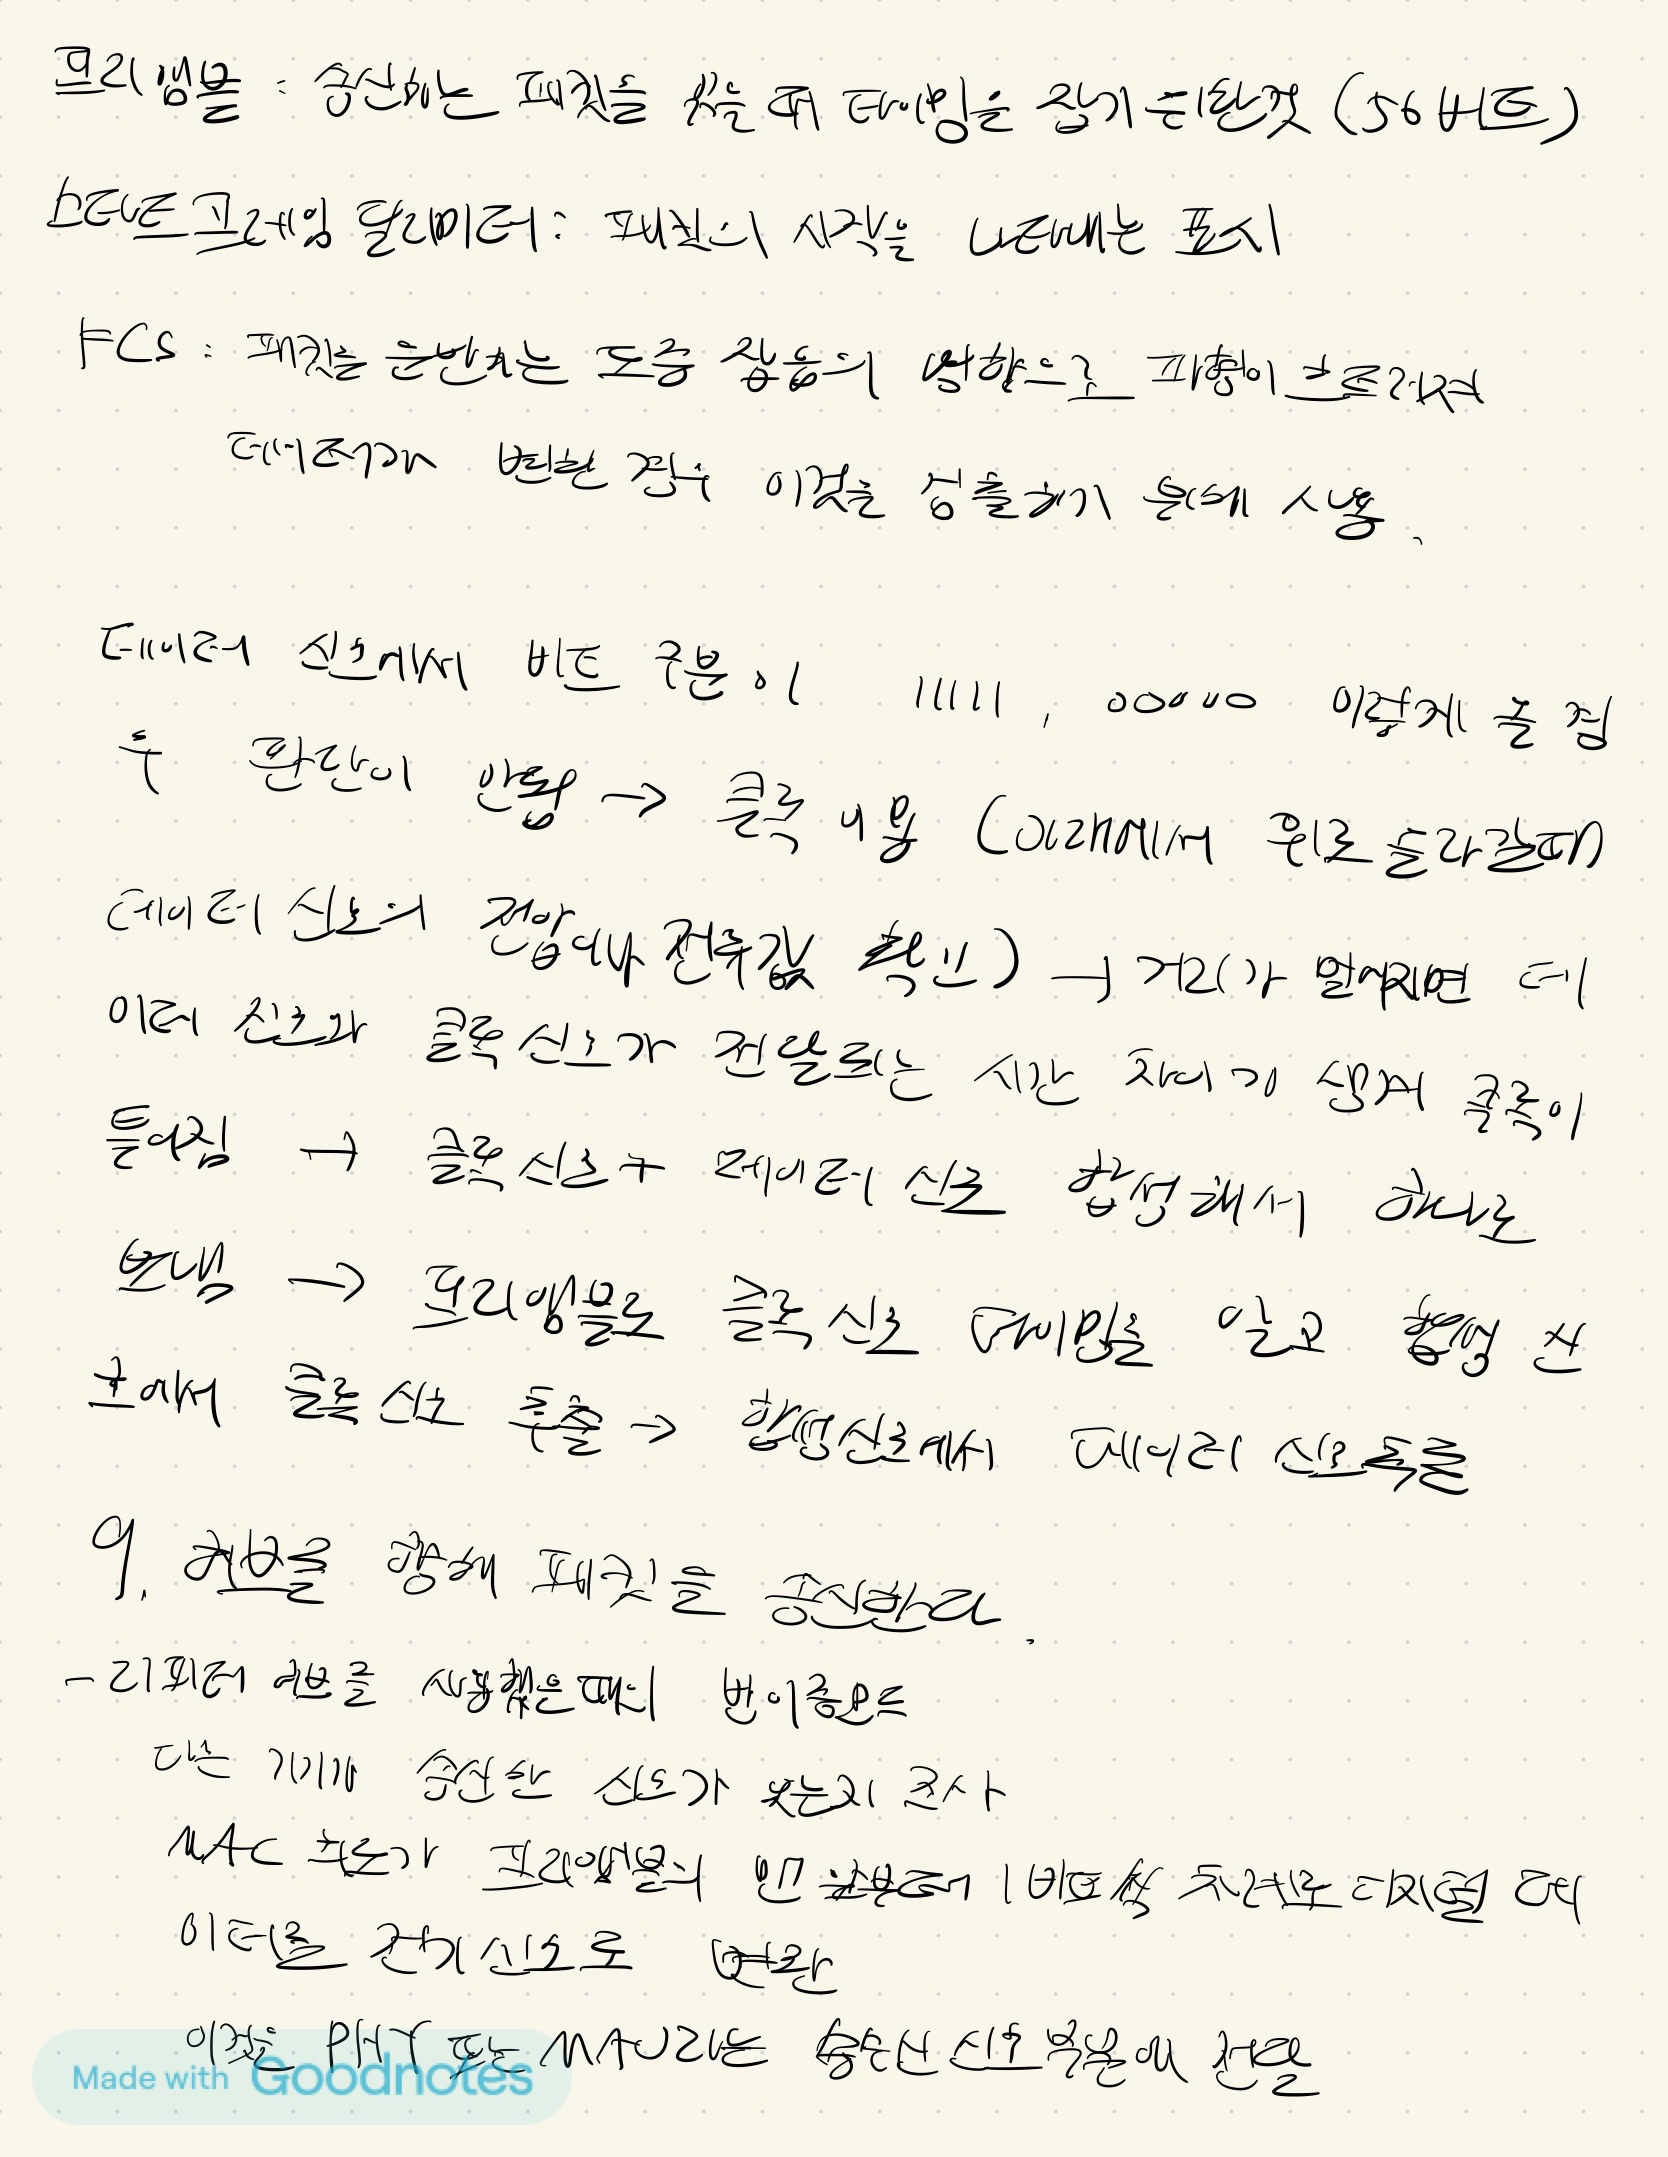 프리앰블 : 송신하는 패킷을 읽을 때 타이밍을 잡기 위한것 (56비트)
스타트 프레임 딜리미터 : 패킷의 시작을 나타내는 표시
FCS : 패킷을 운반하는 도중 잡음의 영향으로 파형이 흐트러져
데이터가 변한 경우 이것을 검출하기 위해 사용.
데이터 신호에서 비트 구분이 11111, 00000 이렇게 올 경
우 판단이 안됨 → 클록 사용 (아래에서 위로 올라갈때
데이터 신호의 전압이나 전류값 확인) → 거리가 멀어지면 데
이터 신호와 클록 신호가 전달되는 시간 차이가 생겨 클록이
틀어짐 → 클록 신호 + 데이터 신호 합성해서 하나로
보냄 → 프리앰블로 클록 신호 타이밍을 알고 합성 신
호에서 클록 신호 추출 → 합성신호에서 데이터 신호 추출
9. 허브를 향해 패킷을 송신한다.
- 리피터 허브를 사용했을때의 반이중모드
다른 기기가 송신한 신호가 있는지 조사
MAC 회로가 프리앰블의 맨 앞부터 1비트씩 차례로 디지털 데
이터를 전기 신호로 변환
이것을 PHY 또는 MAU라는 송수신 신호 부분에 전달
Made with Goodnotes